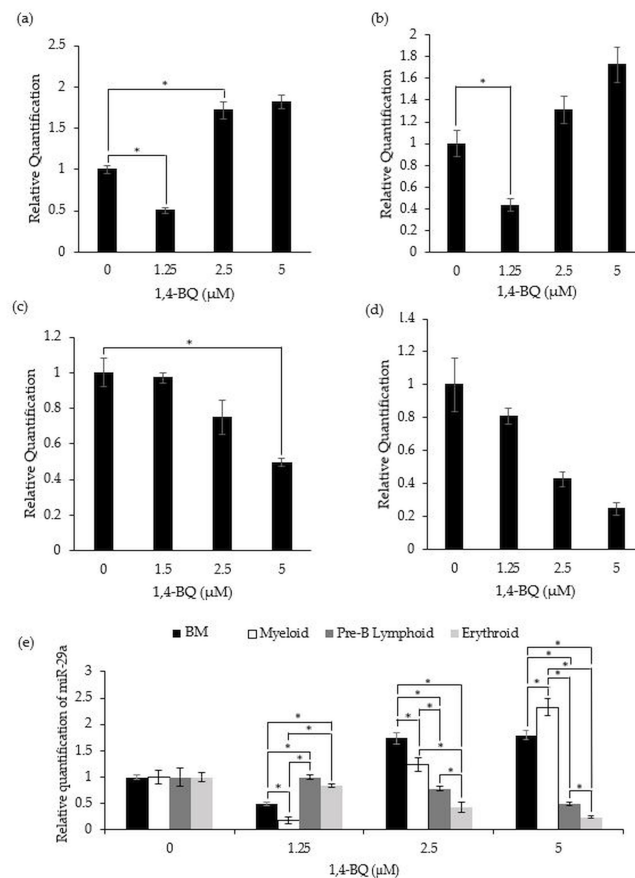 (a)
Relative Quantification
2.5
2
1.5
1
0.5
0
*
*
0 1.25 2.5 5
1,4-BQ (µM)
(b)
Relative Quantification
1.8
1.6
1.4
1.2
1
0.8
0.6
0.4
0.2
0
*
0 1.25 2.5 5
1,4-BQ (µM)
(c)
Relative Quantification
1.2
1
0.8
0.6
0.4
0.2
0
*
0 1.5 2.5 5
1,4-BQ (µM)
(d)
Relative Quantification
1.4
1.2
1
0.8
0.6
0.4
0.2
0
0 1.25 2.5 5
1,4-BQ (µM)
(e)
BM Myeloid Pre-B Lymphoid Erythroid
Relative quantification of miR-29a
3
2.5
2
1.5
1
0.5
0
* * * * *
* * * * * *
* * * * * *
0 1.25 2.5 5
1,4-BQ (µM)